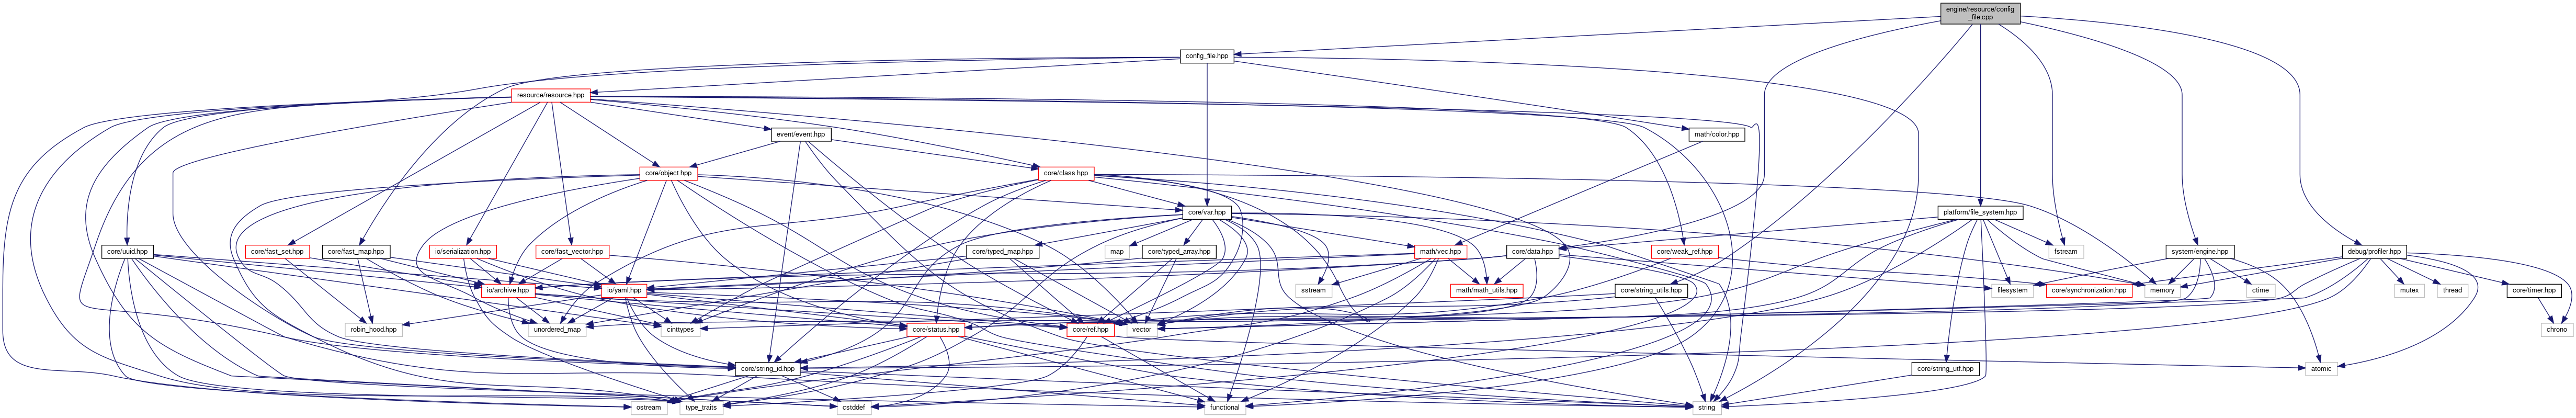 engine/resource/config
_file.cpp
config_file.hpp
resource/resource.hpp
event/event.hpp
math/color.hpp
core/object.hpp
core/class.hpp
core/var.hpp
platform/file_system.hpp
core/uuid.hpp
core/fast_set.hpp
core/fast_map.hpp
io/serialization.hpp
core/fast_vector.hpp
core/typed_map.hpp
map
core/typed_array.hpp
math/vec.hpp
core/data.hpp
core/weak_ref.hpp
fstream
system/engine.hpp
debug/profiler.hpp
io/archive.hpp
io/yaml.hpp
sstream
math/math_utils.hpp
core/string_utils.hpp
filesystem
core/synchronization.hpp
memory
ctime
mutex
thread
core/timer.hpp
robin_hood.hpp
unordered_map
cinttypes
core/status.hpp
core/ref.hpp
vector
chrono
core/string_id.hpp
core/string_utf.hpp
atomic
ostream
type_traits
cstddef
functional
string